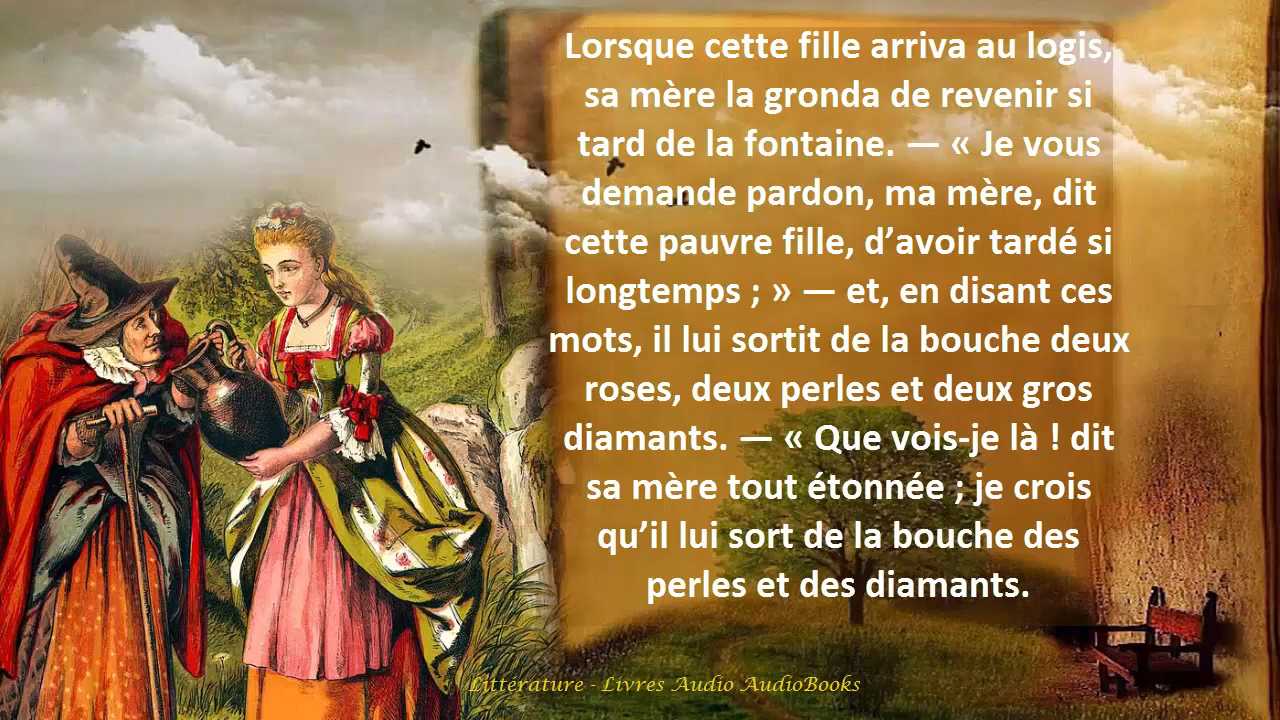 Lorsque cette fille arriva au logis,
sa mère la gronda de revenir si
tard de la fontaine. — « Je vous
demande pardon, ma mère, dit
cette pauvre fille, d’avoir tardé si
longtemps ; » — et, en disant ces
mots, il lui sortit de la bouche deux
roses, deux perles et deux gros
diamants. — « Que vois-je là ! dit
sa mère tout étonnée ; je crois
qu’il lui sort de la bouche des
perles et des diamants.
Littérature - Livres Audio AudioBooks